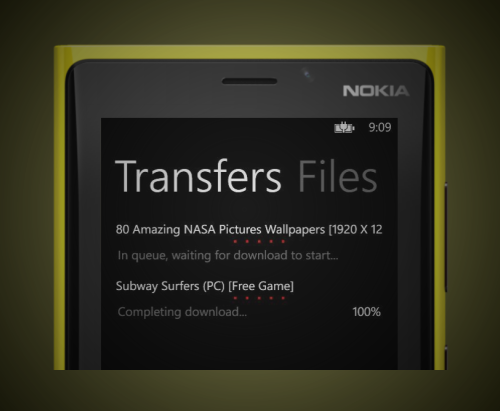 NOKIA
9:09
Transfers Files
80 Amazing NASA Pictures Wallpapers [1920 X 12
In queue, waiting for download to start...
Subway Surfers (PC) [Free Game]
Completing download...
100%